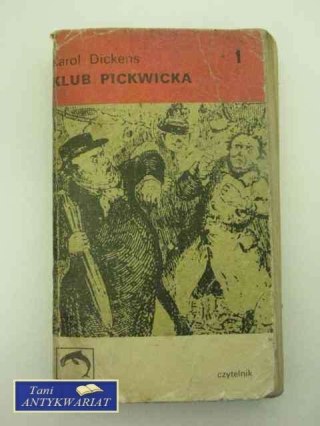 Karol Dickens
KLUB PICKWICKA
1
czytelnik
Tani
ANTYKWARIAT